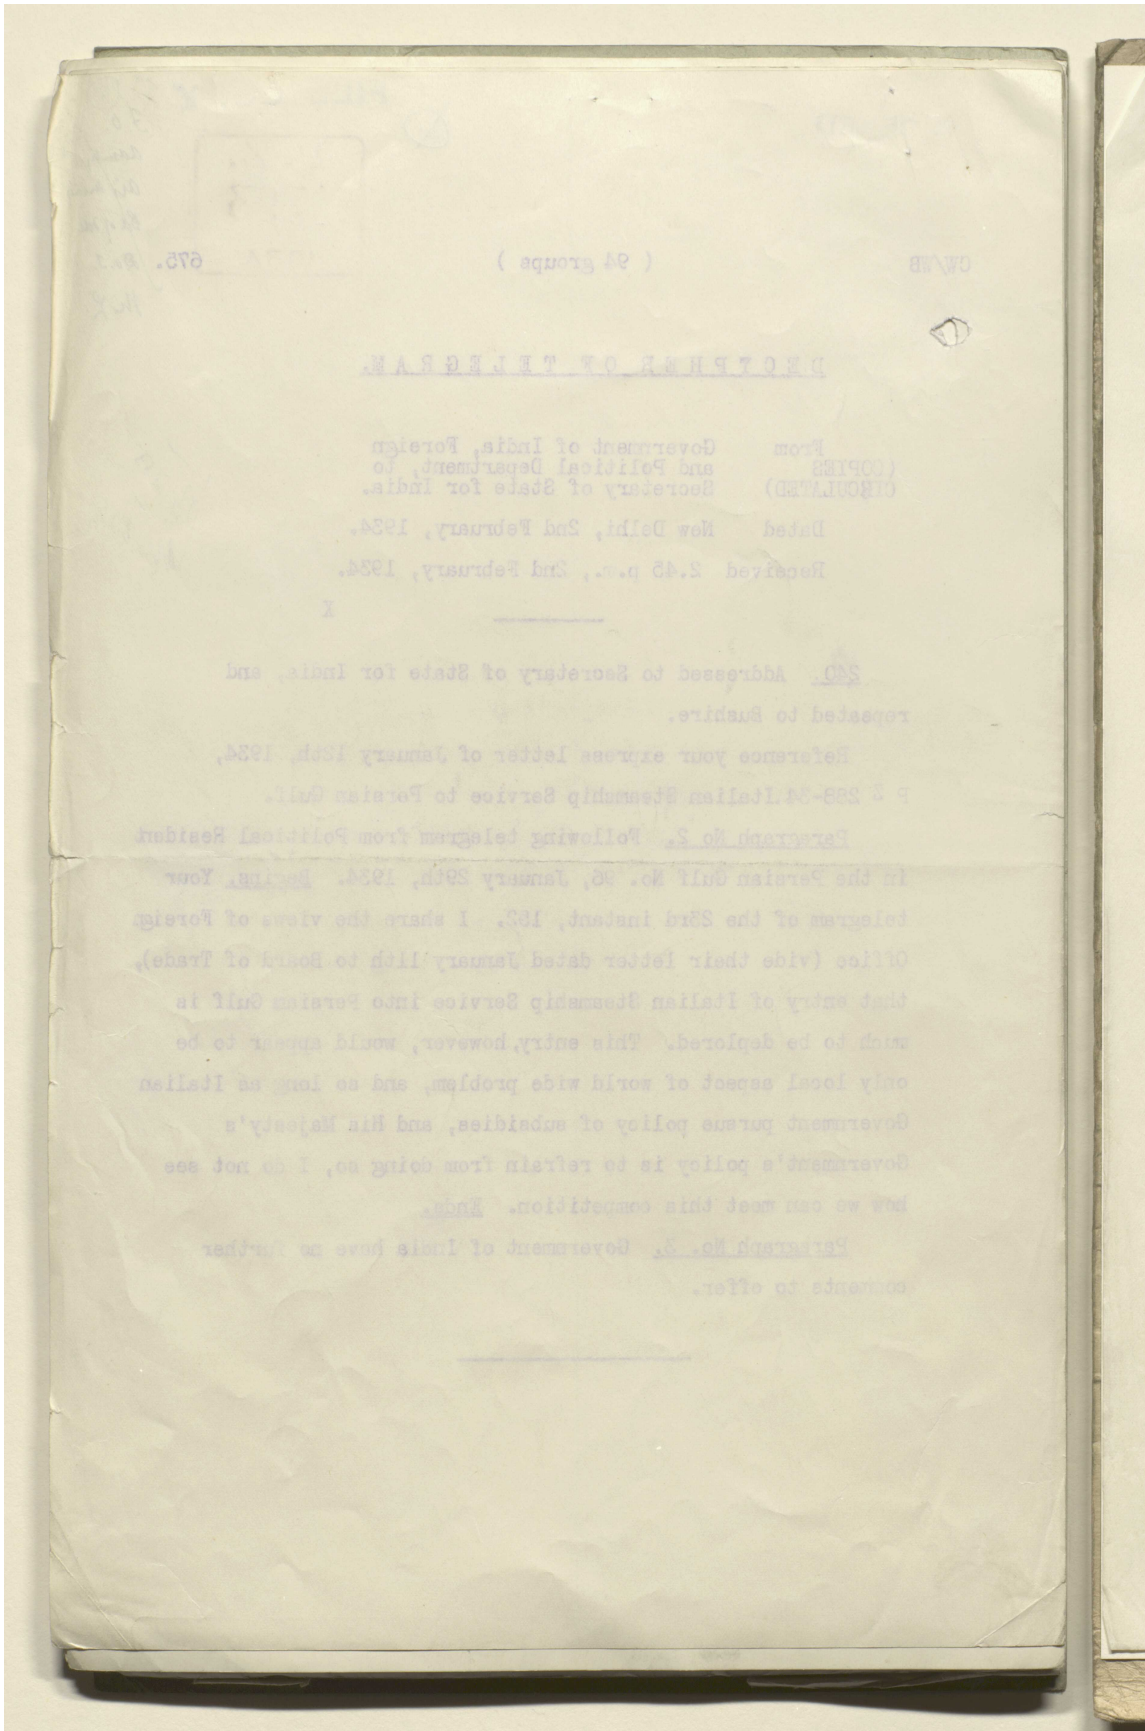 CW/WB ( 94 groups ) 675.
DECYPHER OF TELEGRAM.
From Government of India, Foreign
(COPIES and Political Department, to
CIRCULATED) Secretary of State for India.
Dated New Delhi, 2nd February, 1934.
Received 2.45 p.m., 2nd February, 1934.
X
240. Addressed to Secretary of State for India, and
repeated to Bushire.
Reference your express letter of January 12th, 1934,
P Z 288-34. Italian Steamship Service to Persian Gulf.
Paragraph No 2. Following telegram from Political Resident
in the Persian Gulf No. 96, January 29th, 1934. Begins. Your
telegram of the 23rd instant, 152. I share the views of Foreign
Office (vide their letter dated January 11th to Board of Trade),
that entry of Italian Steamship Service into Persian Gulf is
much to be deplored. This entry, however, would appear to be
only local aspect of world wide problem, and so long as Italian
Government pursue policy of subsidies, and His Majesty's
Government's policy is to refrain from doing so, I do not see
how we can meet this competition. Ends.
Paragraph No. 3. Government of India have no further
comments to offer.